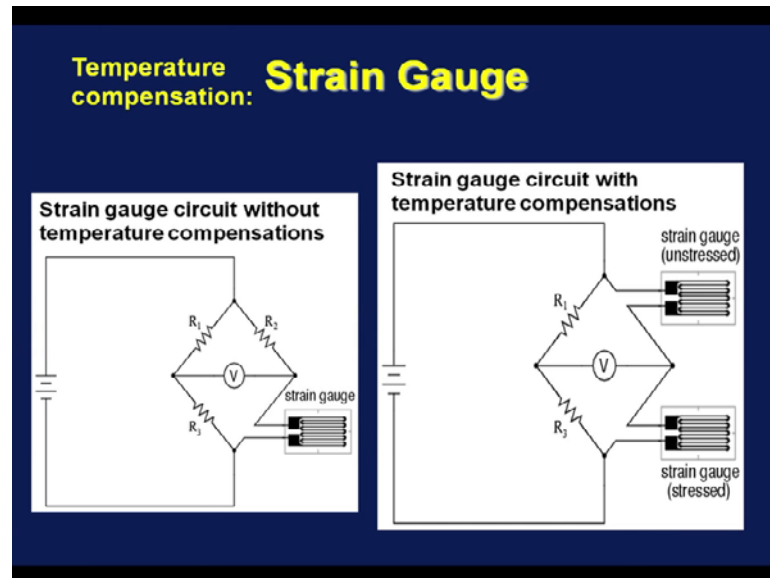 Temperature
compensation:
Strain Gauge
Strain gauge circuit without
temperature compensations
R1
R2
V
strain gauge
R3
Strain gauge circuit with
temperature compensations
strain gauge
(unstressed)
R1
V
R3
strain gauge
(stressed)